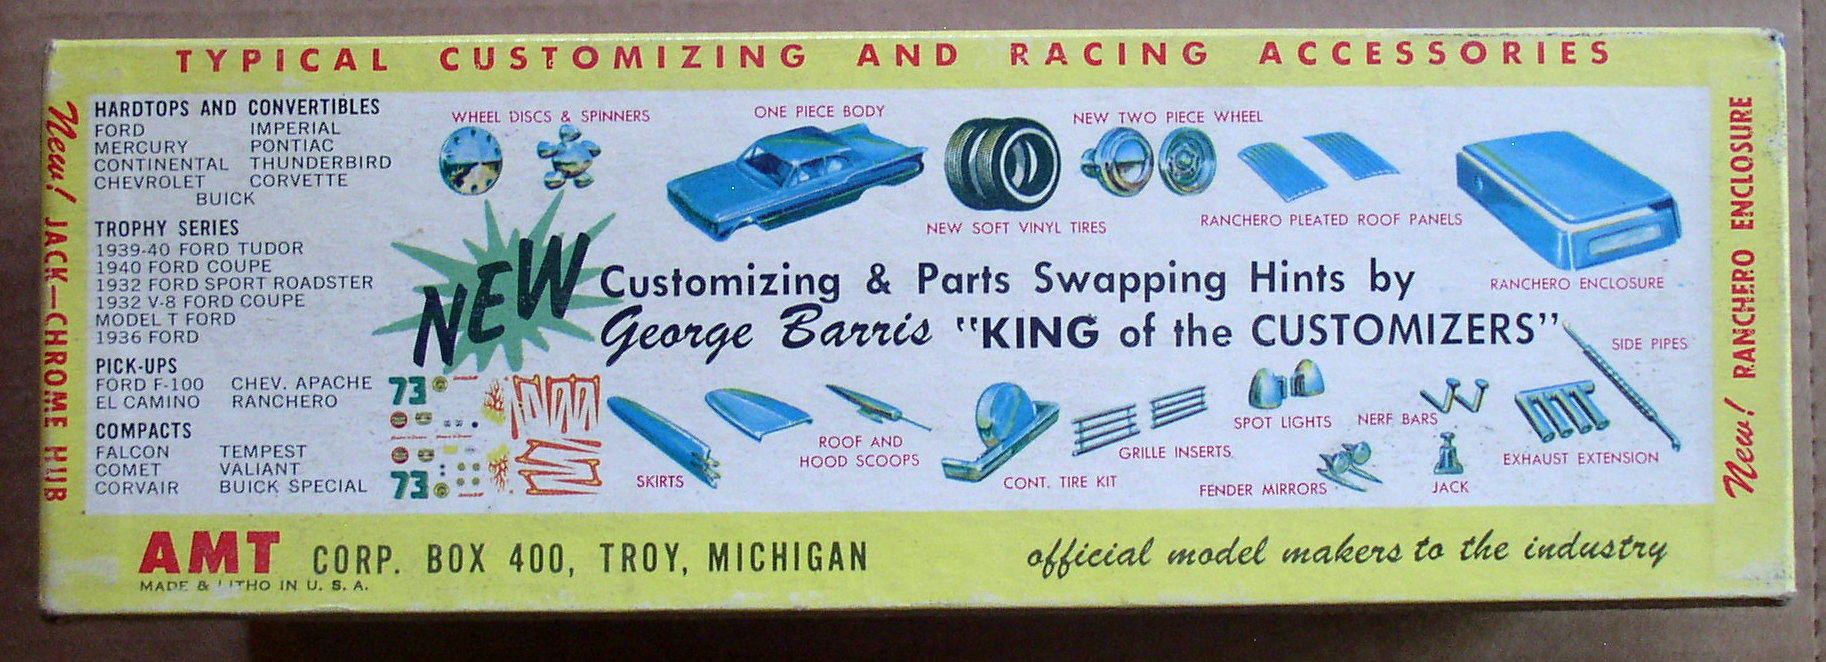 TYPICAL CUSTOMIZING AND RACING ACCESSORIES
New! JACK—CHROME HUB
HARDTOPS AND CONVERTIBLES
FORD IMPERIAL
MERCURY PONTIAC
CONTINENTAL THUNDERBIRD
CHEVROLET CORVETTE
BUICK
TROPHY SERIES
1939-40 FORD TUDOR
1940 FORD COUPE
1932 FORD SPORT ROADSTER
1932 V-8 FORD COUPE
MODEL T FORD
1936 FORD
PICK-UPS
FORD F-100 CHEV. APACHE
EL CAMINO RANCHERO
COMPACTS
FALCON TEMPEST
COMET VALIANT
CORVAIR BUICK SPECIAL
WHEEL DISCS & SPINNERS
ONE PIECE BODY
NEW TWO PIECE WHEEL
NEW SOFT VINYL TIRES
RANCHERO PLEATED ROOF PANELS
RANCHERO ENCLOSURE
NEW
Customizing & Parts Swapping Hints by
George Barris "KING of the CUSTOMIZERS"
SIDE PIPES
73
73
SKIRTS
ROOF AND
HOOD SCOOPS
CONT. TIRE KIT
GRILLE INSERTS
SPOT LIGHTS
FENDER MIRRORS
NERF BARS
JACK
EXHAUST EXTENSION
New! RANCHERO ENCLOSURE
AMT CORP. BOX 400, TROY, MICHIGAN
MADE & LITHO IN U. S. A.
official model makers to the industry